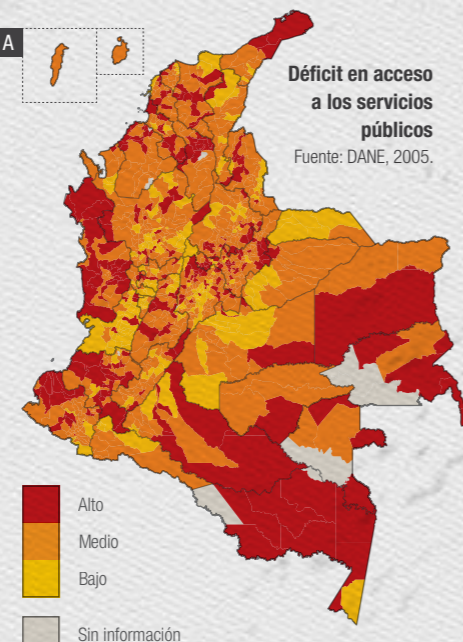 A
Déficit en acceso
a los servicios
públicos
Fuente: DANE, 2005.
Alto
Medio
Bajo
Sin información